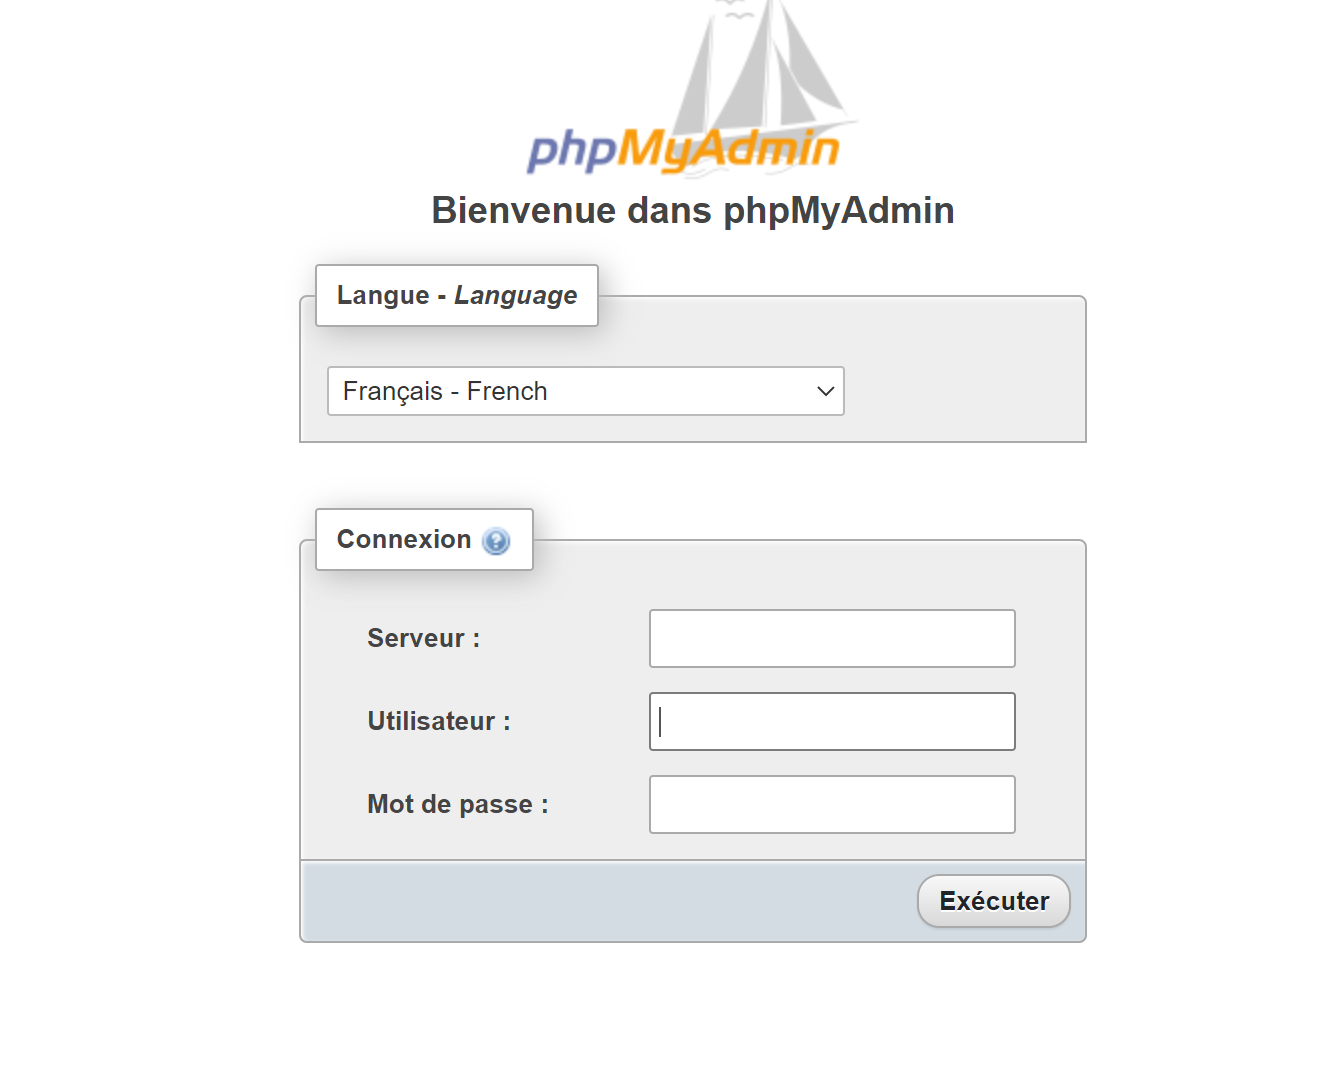 phpMyAdmin
Bienvenue dans phpMyAdmin
Langue - Language
Français - French
Connexion
Serveur :
Utilisateur :
Mot de passe :
Exécuter